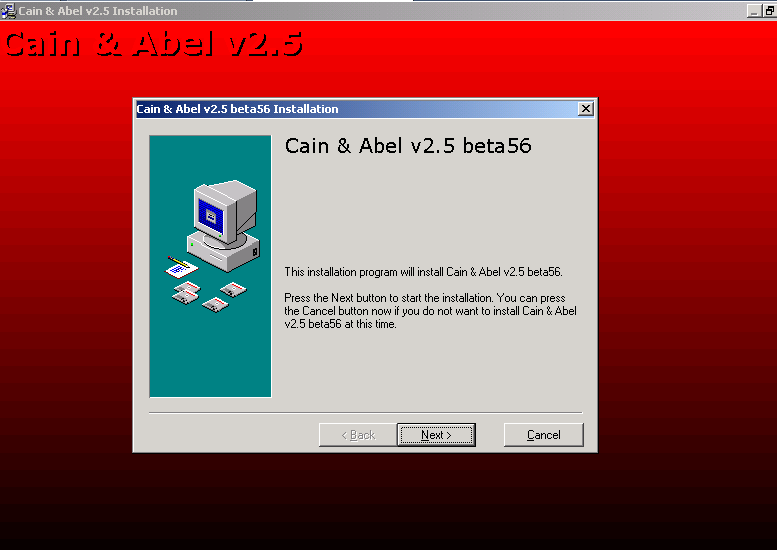 Cain & Abel v2.5 Installation
Cain & Abel v2.5
Cain & Abel v2.5 beta56 Installation
Cain & Abel v2.5 beta56
This installation program will install Cain & Abel v2.5 beta56.
Press the Next button to start the installation. You can press
the Cancel button now if you do not want to install Cain & Abel
v2.5 beta56 at this time.
< Back
Next >
Cancel